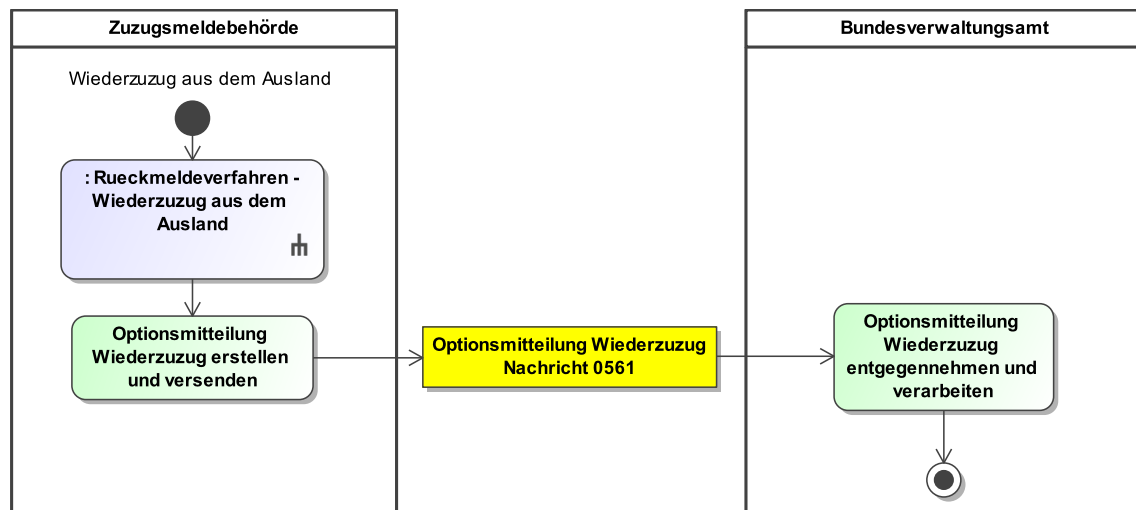 Zuzugsmeldebehörde
Wiederzuzug aus dem Ausland
: Rueckmeldeverfahren -
Wiederzuzug aus dem
Ausland
Optionsmitteilung
Wiederzuzug erstellen
und versenden
Optionsmitteilung Wiederzuzug
Nachricht 0561
Bundesverwaltungsamt
Optionsmitteilung
Wiederzuzug
entgegennehmen und
verarbeiten